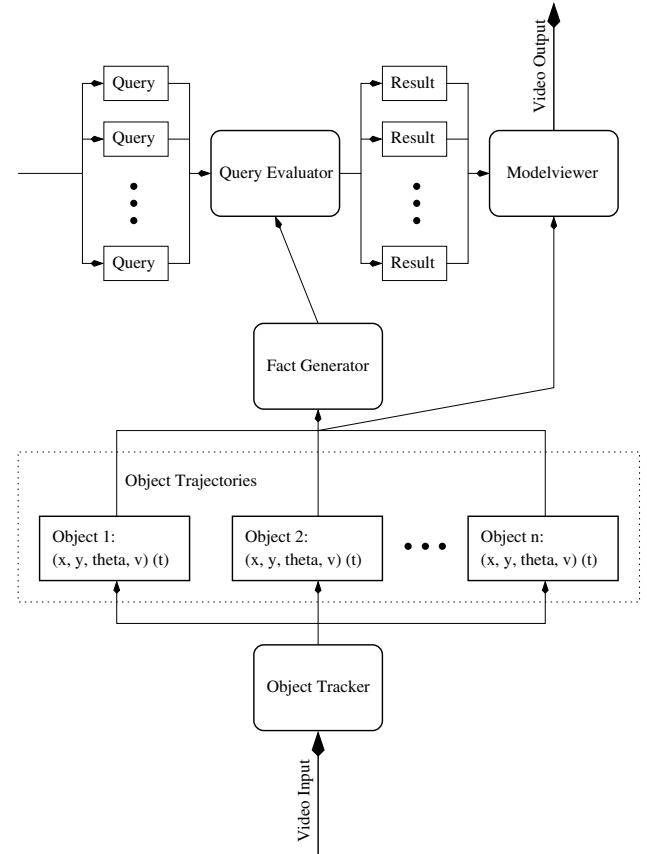 Video Output
Query
Result
Query
Result
Query Evaluator
Modelviewer
Query
Result
Fact Generator
Object Trajectories
Object 1:
(x, y, theta, v) (t)
Object 2:
(x, y, theta, v) (t)
Object n:
(x, y, theta, v) (t)
Object Tracker
Video Input